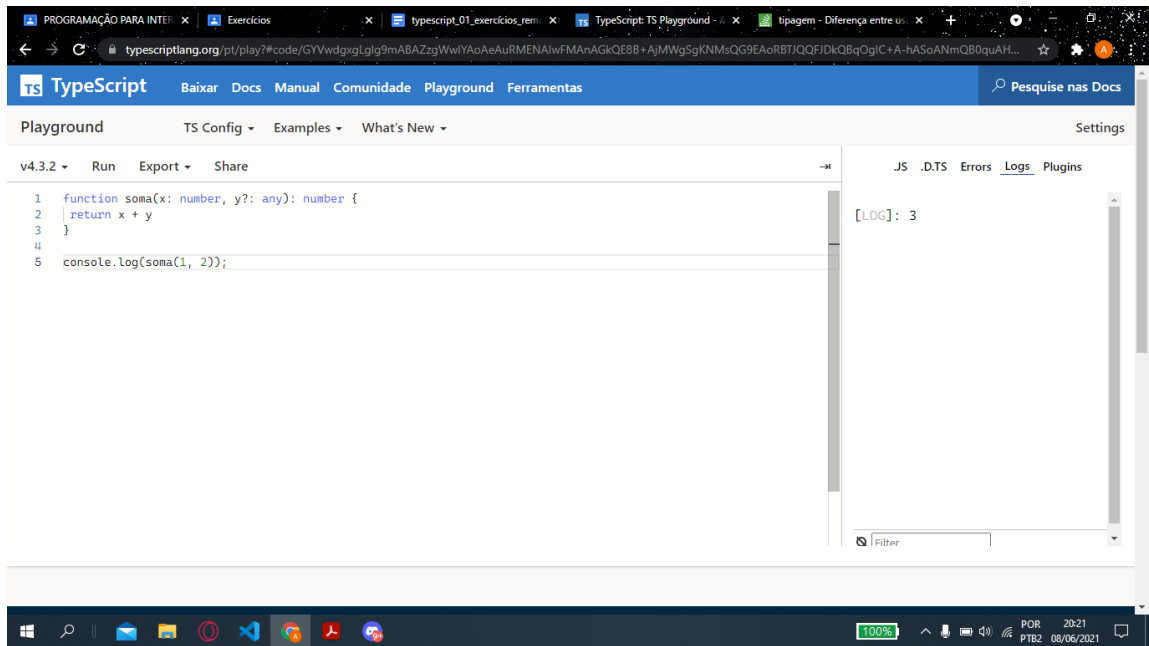 PROGRAMAÇÃO PARA INTER
Exercícios
typescript_01_exercícios_rem
TypeScript: TS Playground - A
tipagem - Diferença entre us
typescriptlang.org/pt/play?#code/
A
TS TypeScript
Baixar Docs Manual Comunidade Playground Ferramentas
Pesquise nas Docs
Playground
TS Config Examples What's New
Settings
v4.3.2 Run Export Share
.JS .D.TS Errors Logs Plugins
1 function soma(x: number, y?: any): number {
2 return x + y
3 }
4
5 console.log(soma(1, 2));
[LOG]: 3
Filter
9+
100%
POR 20:21
PTB2 08/06/2021